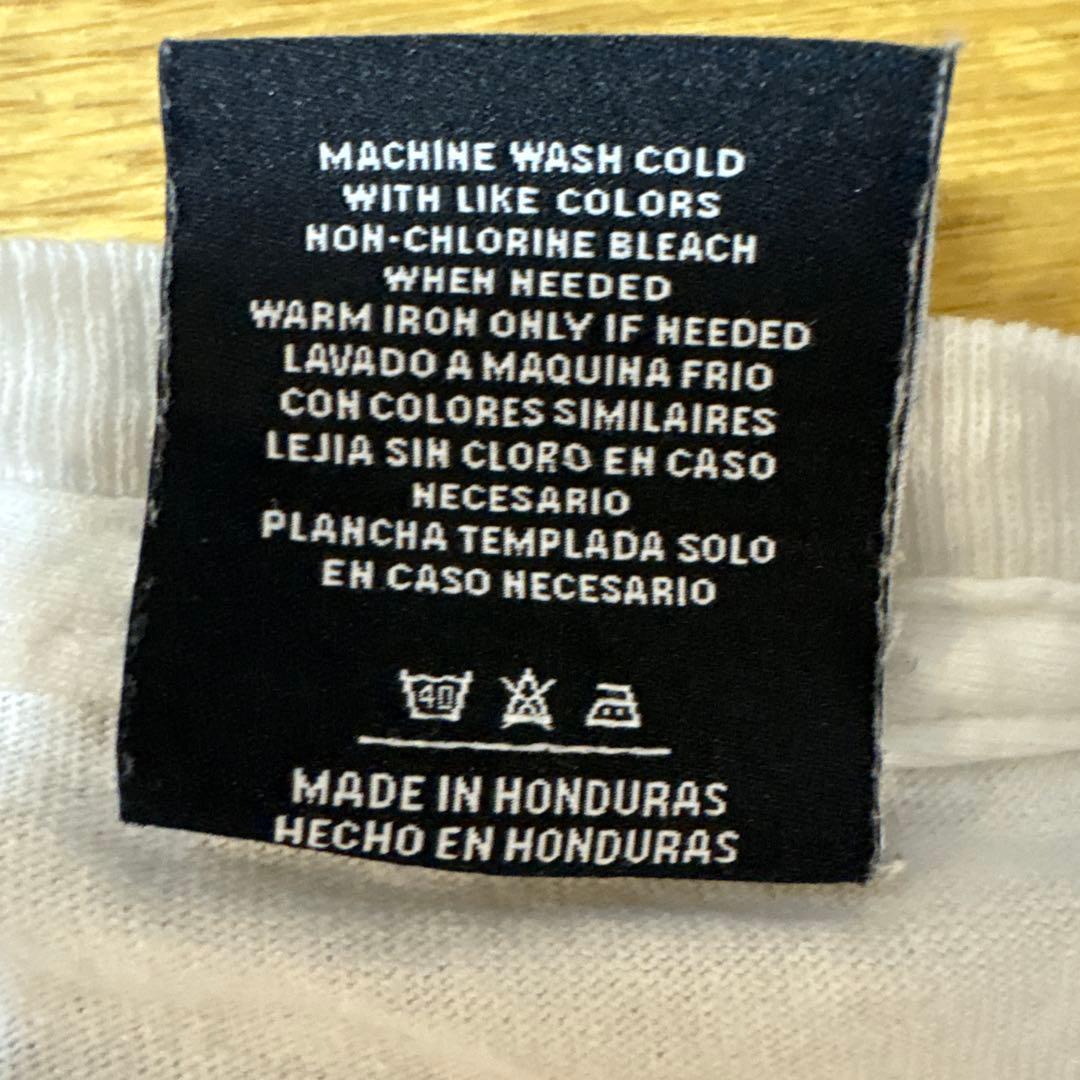 MACHINE WASH COLD
WITH LIKE COLORS
NON-CHLORINE BLEACH
WHEN NEEDED
WARM IRON ONLY IF NEEDED
LAVADO A MAQUINA FRIO
CON COLORES SIMILAIRES
LEJIA SIN CLORO EN CASO
NECESARIO
PLANCHA TEMPLADA SOLO
EN CASO NECESARIO
40
MADE IN HONDURAS
HECHO EN HONDURAS